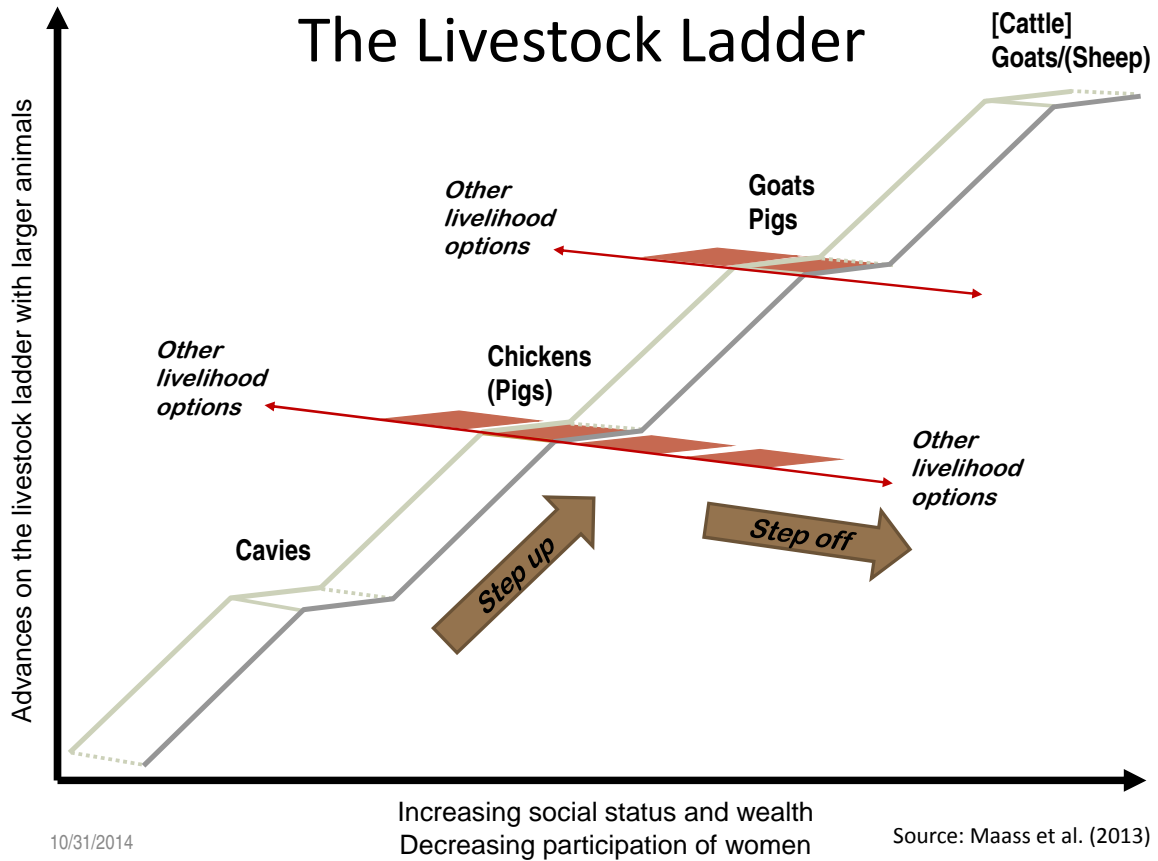 The Livestock Ladder
[Cattle]
Goats/(Sheep)
Advances on the livestock ladder with larger animals
Other
livelihood
options
Goats
Pigs
Other
livelihood
options
Chickens
(Pigs)
Other
livelihood
options
Cavies
Step up
Step off
Increasing social status and wealth
Decreasing participation of women
10/31/2014
Source: Maass et al. (2013)